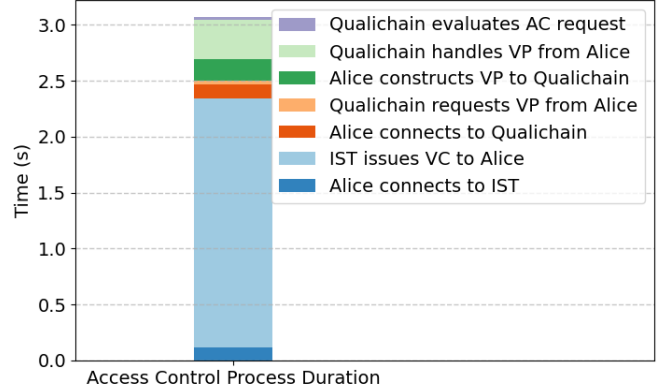 3.0
2.5
2.0
1.5
1.0
0.5
0.0
Time (s)
Qualichain evaluates AC request
Qualichain handles VP from Alice
Alice constructs VP to Qualichain
Qualichain requests VP from Alice
Alice connects to Qualichain
IST issues VC to Alice
Alice connects to IST
Access Control Process Duration